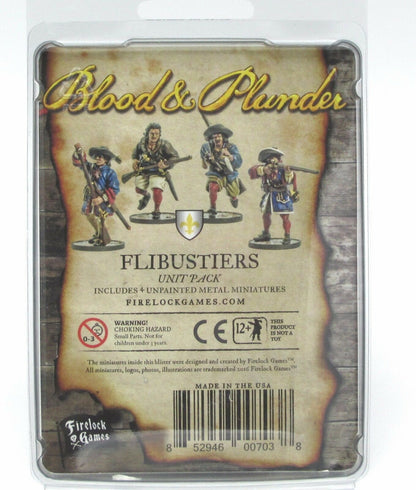 Blood & Plunder
FLIBUSTIERS
UNIT PACK
INCLUDES 4 UNPAINTED METAL MINIATURES
FIRELOCKGAMES.COM
0-3
WARNING!
CHOKING HAZARD
Small Parts. Not for
children under 3 years.
CE
12+
THIS
PRODUCT
IS NOT A
TOY
The miniatures inside this blister were designed and created by Firelock Games™.
All miniatures, logos, photos, illustrations are trademarked 2016 Firelock Games™
MADE IN THE USA
Firelock
Games
8 52946 00703 8